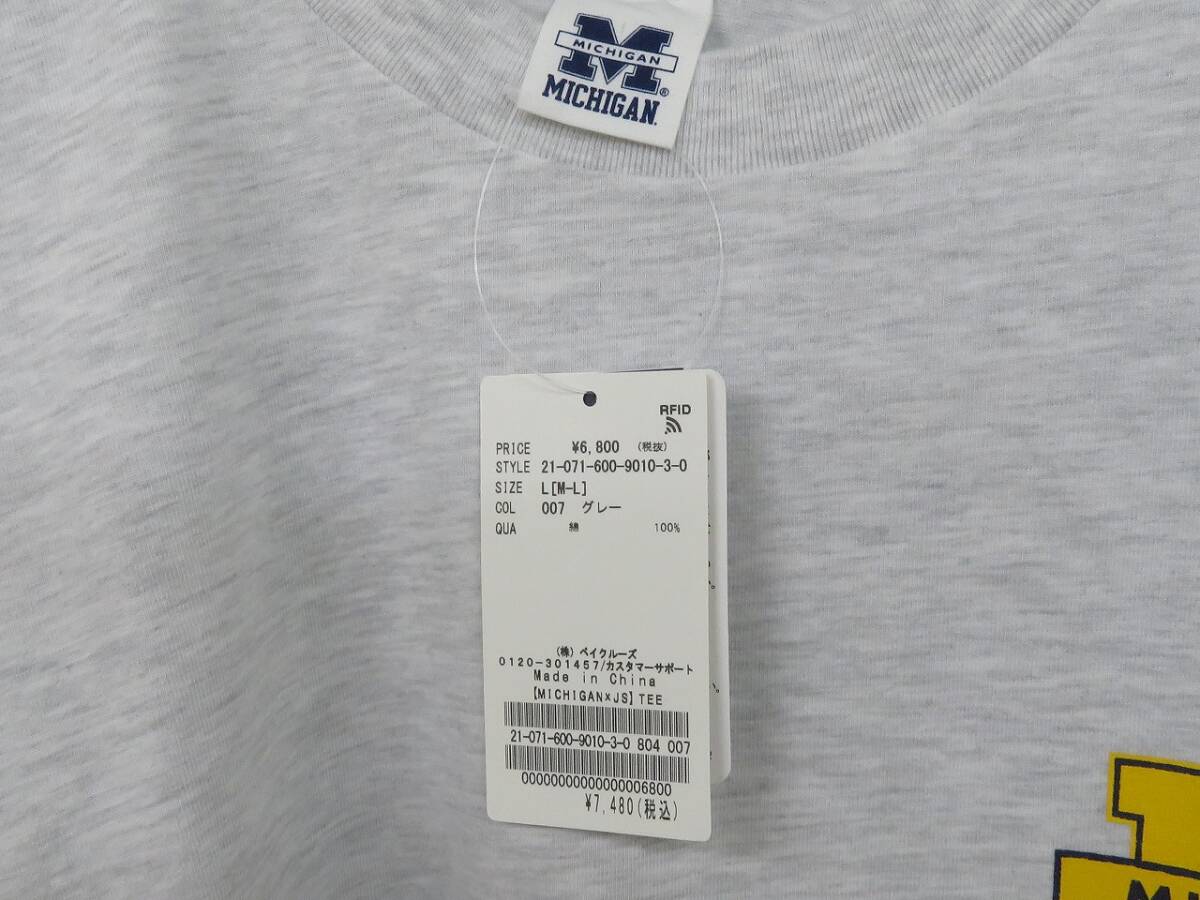 MICHIGAN
MICHIGAN®
RFID
PRICE ¥6,800 (税抜)
STYLE 21-071-600-9010-3-0
SIZE L[M-L]
COL 007 グレー
QUA 綿 100%
(株) ベイクルーズ
0120-301457/カスタマーサポート
Made in China
【MICHIGAN×JS】TEE
21-071-600-9010-3-0 804 007
0000000000000006800
¥7,480(税込)